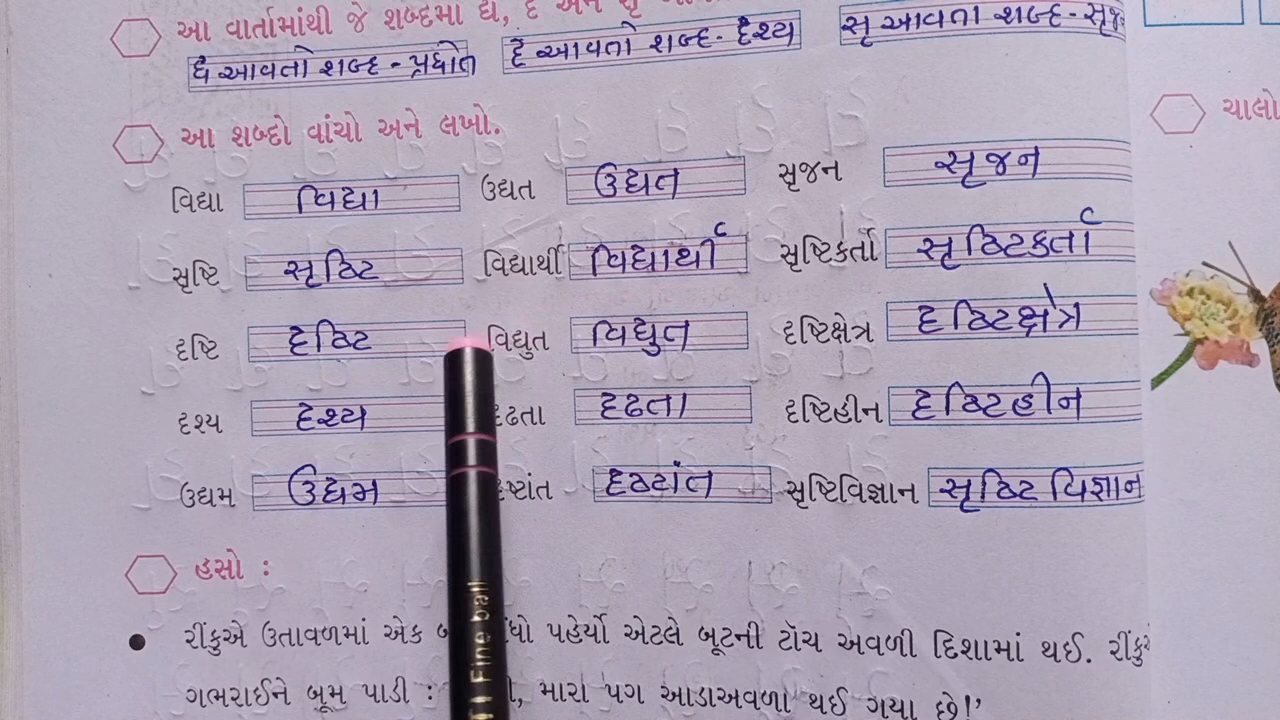 આ વાર્તામાંથી જે શબ્દમા દ્ય, દૃ અને સૃ
દ્ય આવતો શબ્દ - પ્રદ્યોત દૃ આવતો શબ્દ - દૃશ્ય સૃ આવતા શબ્દ - સૃજ
આ શબ્દો વાંચો અને લખો.
વિદ્યા વિદ્યા ઉદ્યત ઉદ્યત સૃજન સૃજન
સૃષ્ટિ સૃષ્ટિ વિદ્યાર્થી વિદ્યાર્થી સૃષ્ટિકર્તા સૃષ્ટિકર્તા
દૃષ્ટિ દૃષ્ટિ વિદ્યુત વિદ્યુત દૃષ્ટિક્ષેત્ર દૃષ્ટિક્ષેત્ર
દૃશ્ય દૃશ્ય દૃઢતા દૃઢતા દૃષ્ટિહીન દૃષ્ટિહીન
ઉદ્યમ ઉદ્યમ દૃષ્ટાંત દૃષ્ટાંત સૃષ્ટિવિજ્ઞાન સૃષ્ટિ વિજ્ઞાન
ચાલો
હસો :
● રીંકુએ ઉતાવળમાં એક પહેર્યો એટલે બૂટની ટૉચ અવળી દિશામાં થઈ.
ગભરાઈને બૂમ પાડી : મારા પગ આડાઅવળા થઈ ગયા છે!’
Fine ball